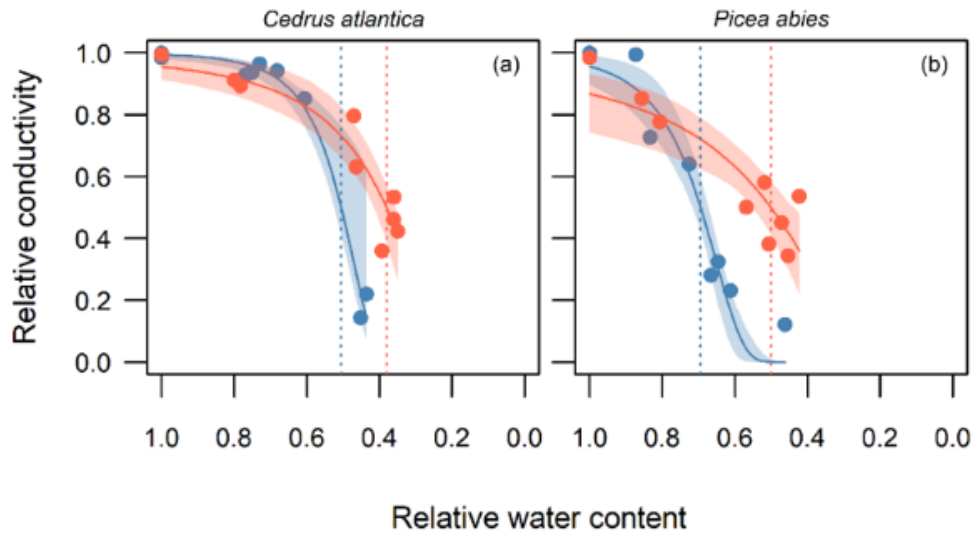 Cedrus atlantica
Picea abies
Relative conductivity
1.0
0.8
0.6
0.4
0.2
0.0
(a)
(b)
1.0 0.8 0.6 0.4 0.2 0.0
1.0 0.8 0.6 0.4 0.2 0.0
Relative water content